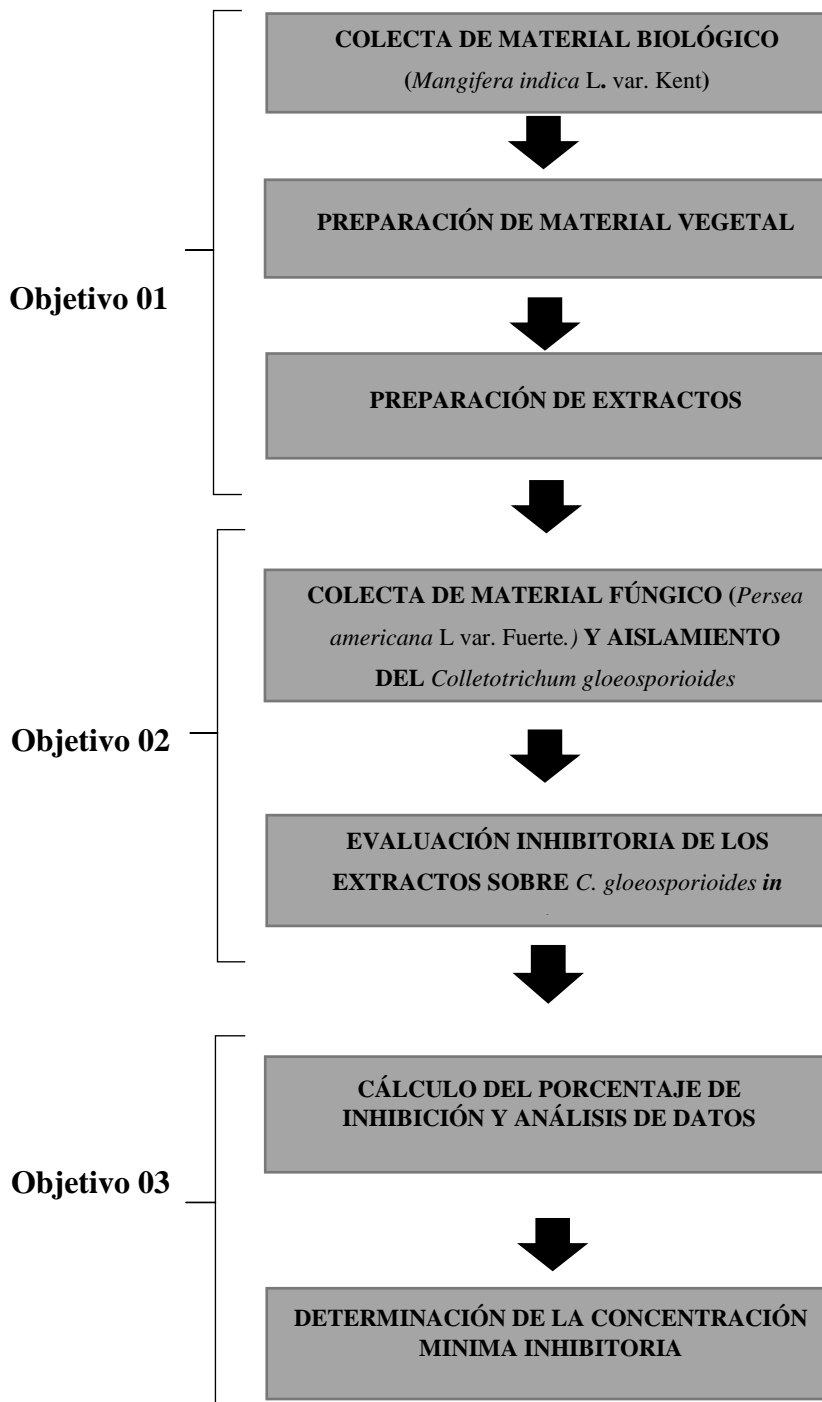 COLECTA DE MATERIAL BIOLÓGICO
(Mangifera indica L. var. Kent)
PREPARACIÓN DE MATERIAL VEGETAL
Objetivo 01
PREPARACIÓN DE EXTRACTOS
COLECTA DE MATERIAL FÚNGICO (Persea
americana L var. Fuerte.) Y AISLAMIENTO
DEL Colletotrichum gloeosporioides
Objetivo 02
EVALUACIÓN INHIBITORIA DE LOS
EXTRACTOS SOBRE C. gloeosporioides in
CÁLCULO DEL PORCENTAJE DE
INHIBICIÓN Y ANÁLISIS DE DATOS
Objetivo 03
DETERMINACIÓN DE LA CONCENTRACIÓN
MINIMA INHIBITORIA